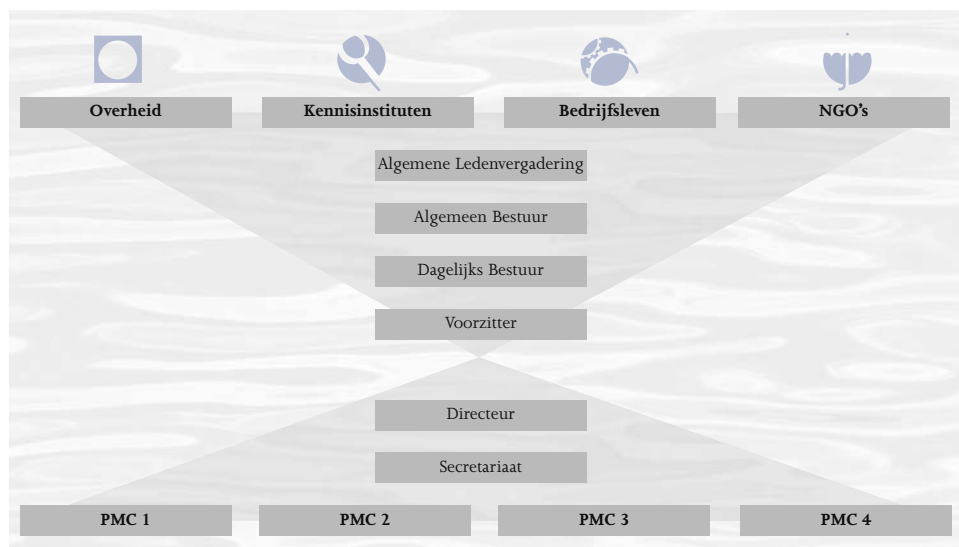 Overheid
Kennisinstituten
Bedrijfsleven
NGO’s
Algemene Ledenvergadering
Algemeen Bestuur
Dagelijks Bestuur
Voorzitter
Directeur
Secretariaat
PMC 1
PMC 2
PMC 3
PMC 4